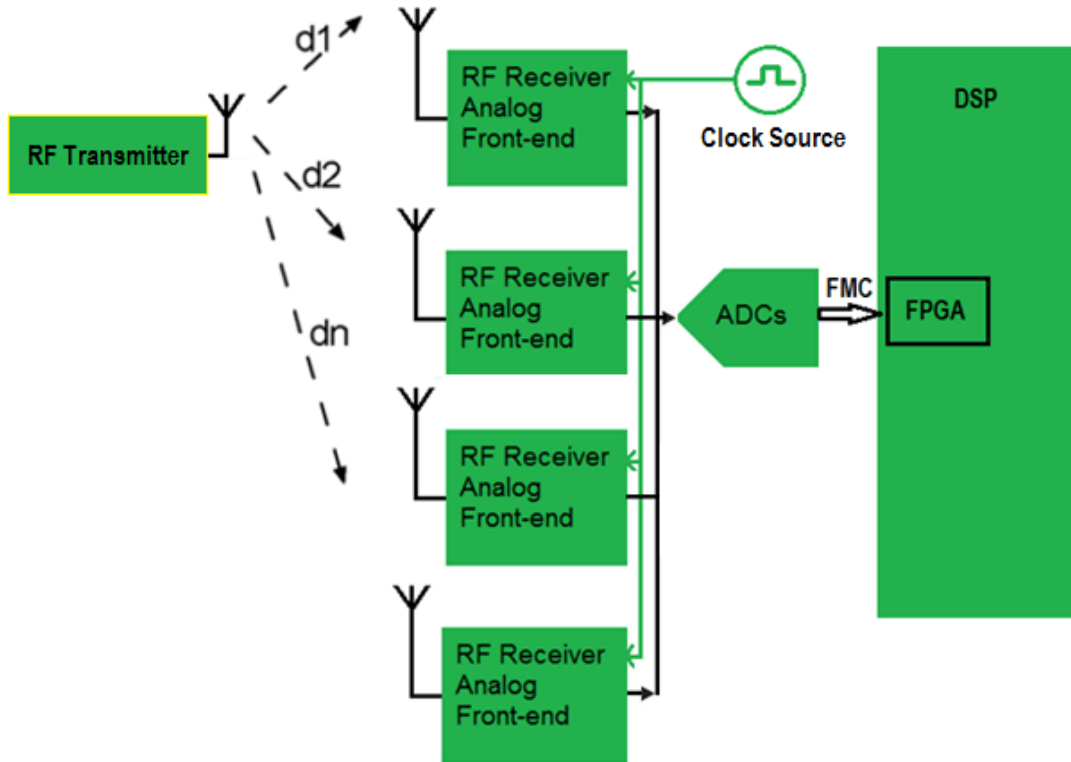 d1
RF Transmitter
d2
dn
RF Receiver
Analog
Front-end
Clock Source
DSP
RF Receiver
Analog
Front-end
ADCs
FMC
FPGA
RF Receiver
Analog
Front-end
RF Receiver
Analog
Front-end